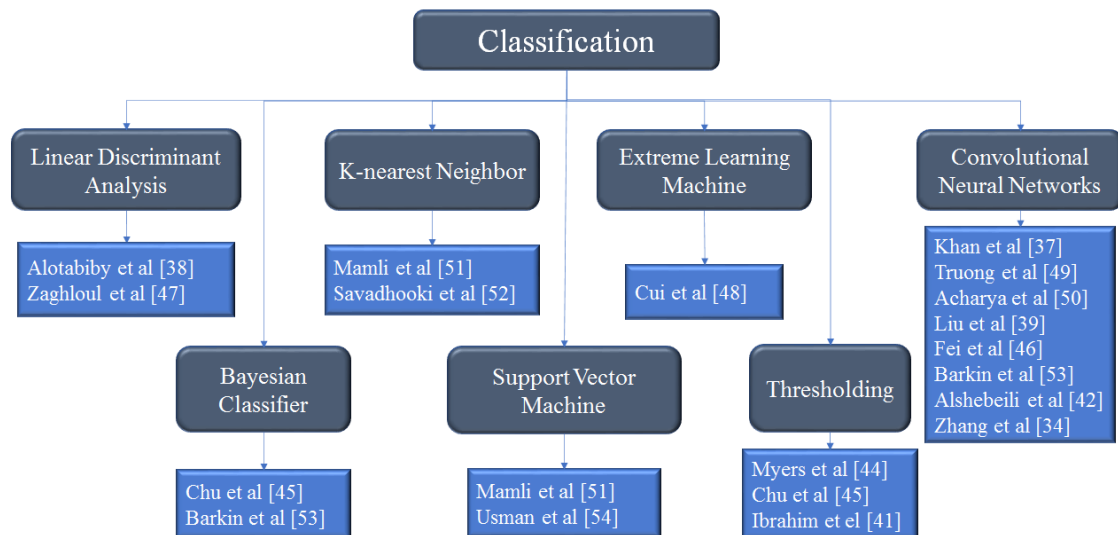 Classification
Linear Discriminant
Analysis
K-nearest Neighbor
Extreme Learning
Machine
Convolutional
Neural Networks
Alotabiby et al [38]
Zaghloul et al [47]
Mamli et al [51]
Savadhooki et al [52]
Cui et al [48]
Khan et al [37]
Truong et al [49]
Acharya et al [50]
Liu et al [39]
Fei et al [46]
Barkin et al [53]
Alshebeili et al [42]
Zhang et al [34]
Bayesian
Classifier
Support Vector
Machine
Thresholding
Chu et al [45]
Barkin et al [53]
Mamli et al [51]
Usman et al [54]
Myers et al [44]
Chu et al [45]
Ibrahim et el [41]